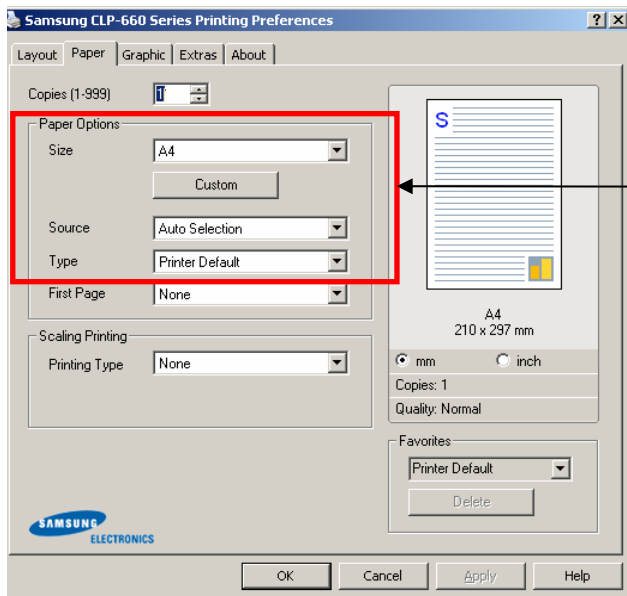 Samsung CLP-660 Series Printing Preferences
Layout Paper Graphic Extras About
Copies (1-999) 1
Paper Options
Size A4
Custom
Source Auto Selection
Type Printer Default
First Page None
Scaling Printing
Printing Type None
S
A4
210 x 297 mm
mm inch
Copies: 1
Quality: Normal
Favorites
Printer Default
Delete
SAMSUNG
ELECTRONICS
OK Cancel Apply Help